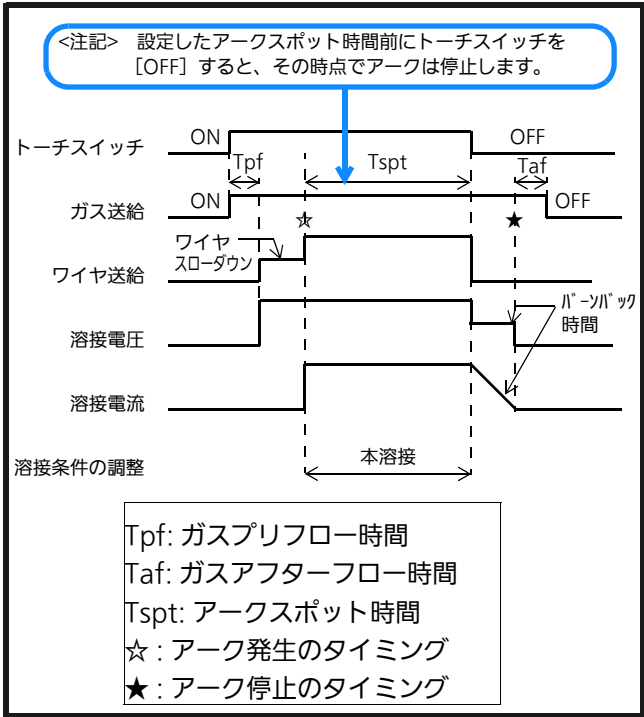 <注記> 設定したアークスポット時間前にトーチスイッチを
［OFF］すると、その時点でアークは停止します。
トーチスイッチ ON OFF
Tpf Tspt Taf
ガス送給 ON OFF
☆ ★
ワイヤ
スローダウン
ワイヤ送給
バーンバック
時間
溶接電圧
溶接電流
溶接条件の調整 本溶接
Tpf: ガスプリフロー時間
Taf: ガスアフターフロー時間
Tspt: アークスポット時間
☆ : アーク発生のタイミング
★ : アーク停止のタイミング